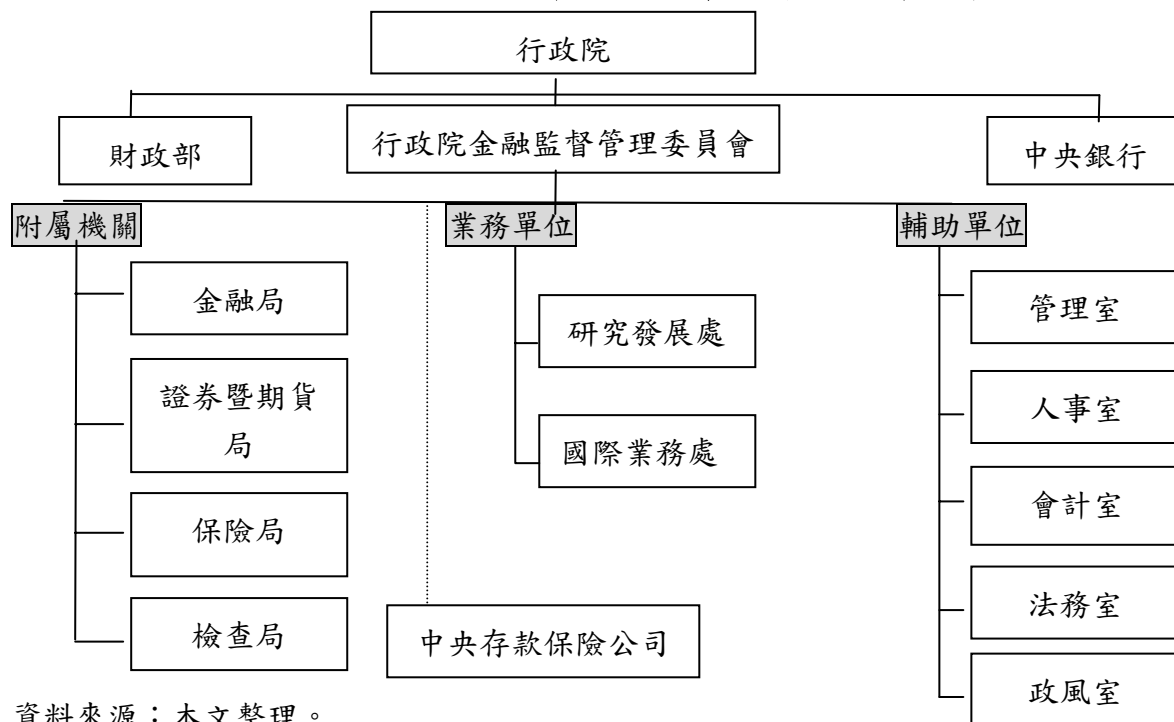 行政院
財政部
行政院金融監督管理委員會
中央銀行
附屬機關
業務單位
輔助單位
金融局
證券暨期貨
局
保險局
檢查局
研究發展處
國際業務處
中央存款保險公司
管理室
人事室
會計室
法務室
政風室
資料來源：本文整理。